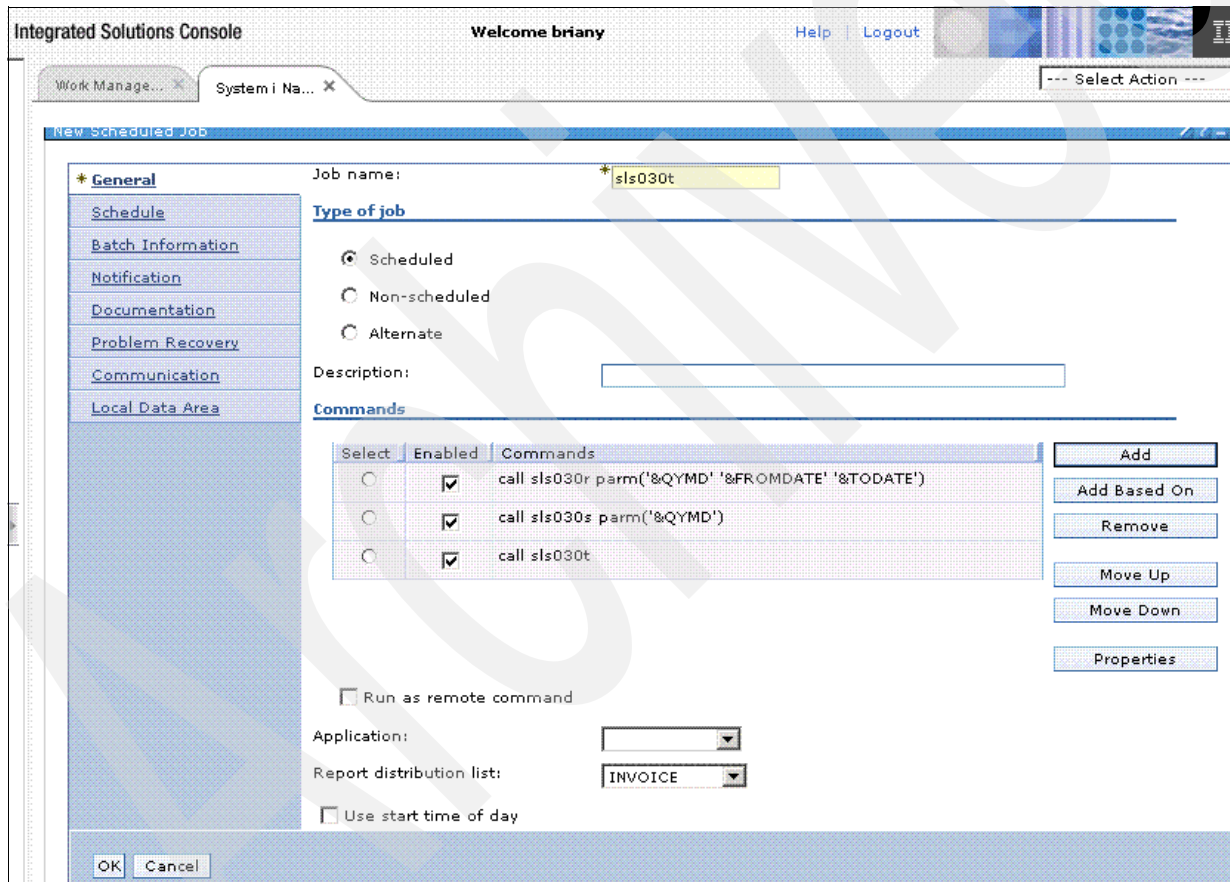 Integrated Solutions Console
Welcome briany
Help | Logout
Work Manage...
System i Na...
--- Select Action ---
New Scheduled Job
* General
Schedule
Batch Information
Notification
Documentation
Problem Recovery
Communication
Local Data Area
Job name:
* sls030t
Type of job
Scheduled
Non-scheduled
Alternate
Description:
Commands
Select Enabled Commands
call sls030r parm('&QYMD' '&FROMDATE' '&TODATE')
call sls030s parm('&QYMD')
call sls030t
Add
Add Based On
Remove
Move Up
Move Down
Properties
Run as remote command
Application:
Report distribution list:
INVOICE
Use start time of day
OK Cancel